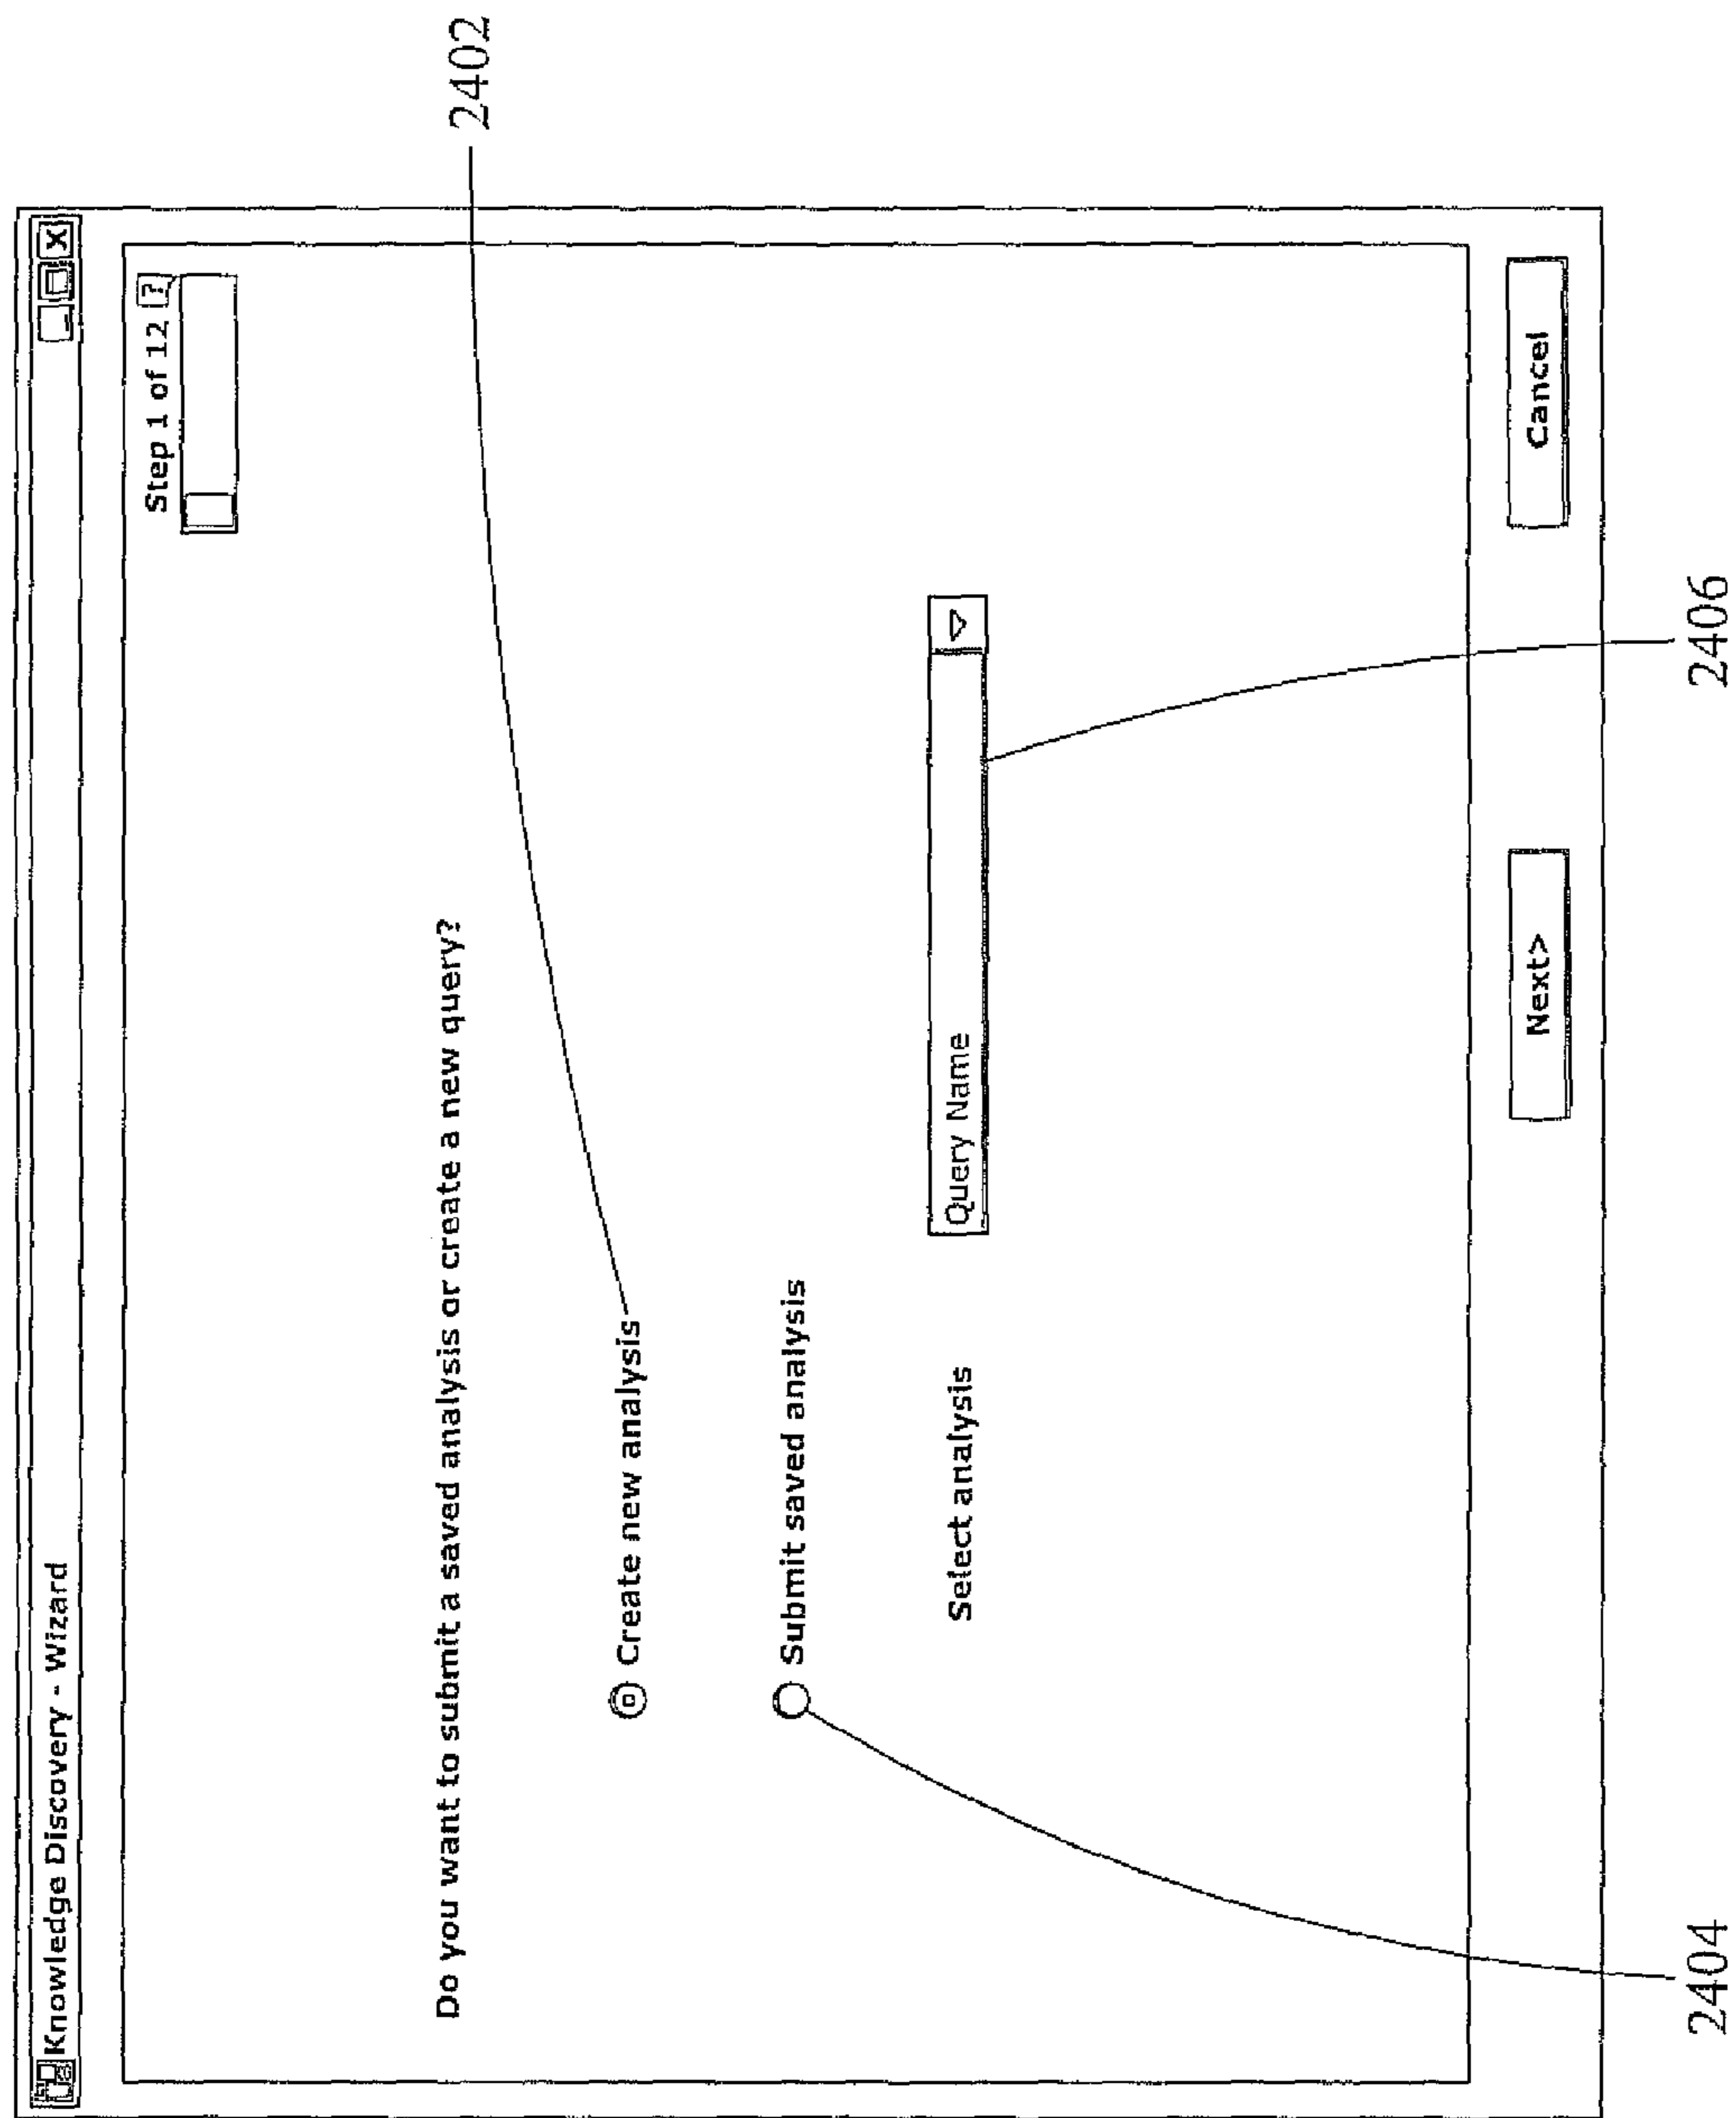 Knowledge Discovery - Wizard
Step 1 of 12 ?
2402
Do you want to submit a saved analysis or create a new query?
Create new analysis
Submit saved analysis
Select analysis
Query Name
Next>
Cancel
2404
2406